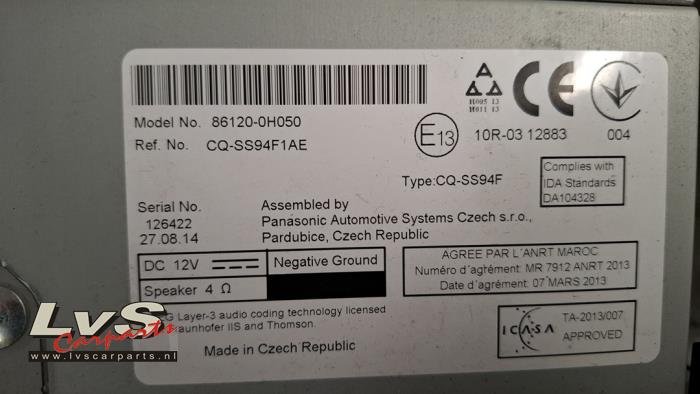 Model No. 86120-0H050
Ref. No. CQ-SS94F1AE
H005 13
H011 13
CE
E13
10R-03 12883
004
Type:CQ-SS94F
Complies with
IDA Standards
DA104328
Serial No.
126422
27.08.14
Assembled by
Panasonic Automotive Systems Czech s.r.o.,
Pardubice, Czech Republic
DC 12V
Negative Ground
Speaker 4 Ω
AGREE PAR L'ANRT MAROC
Numéro d'agrément: MR 7912 ANRT 2013
Date d'agrément: 07 MARS 2013
G Layer-3 audio coding technology licensed
raunhofer IIS and Thomson.
Made in Czech Republic
ICASA
TA-2013/007
APPROVED
LvS
Carparts
www.lvscarparts.nl